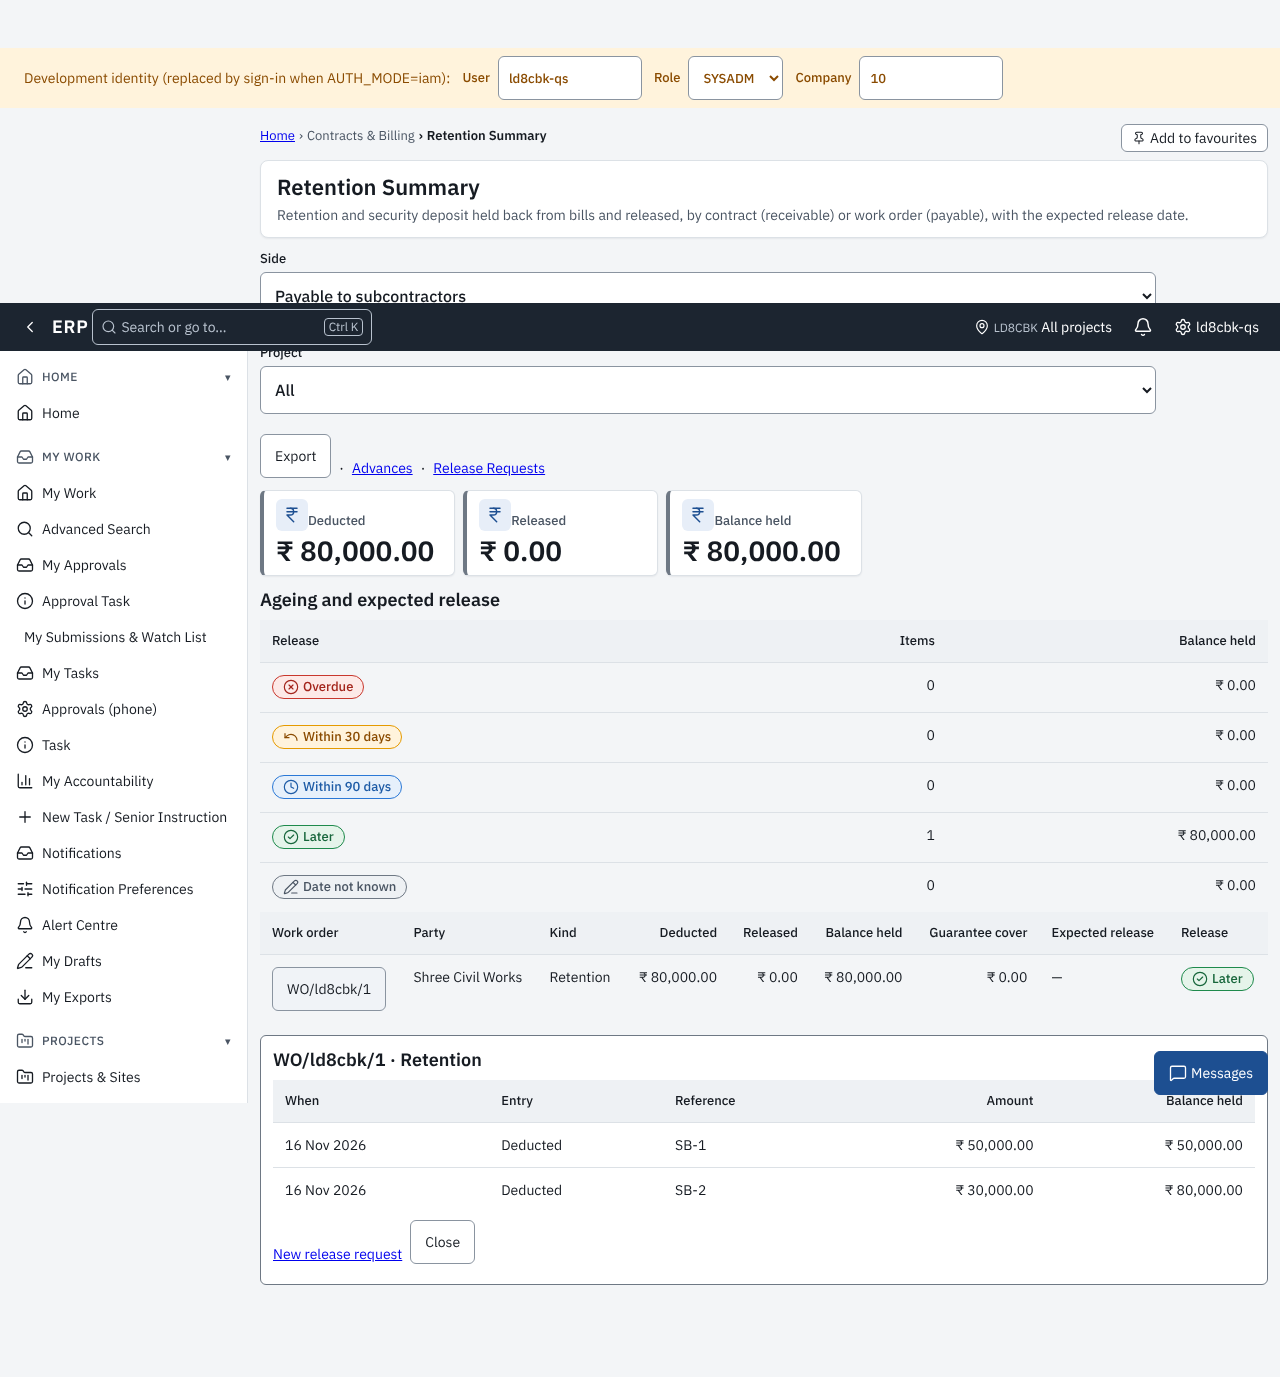 Development identity (replaced by sign-in when AUTH_MODE=iam): User ld8cbk-qs Role SYSADM Company 10
Home › Contracts & Billing › Retention Summary
Add to favourites
Retention Summary
Retention and security deposit held back from bills and released, by contract (receivable) or work order (payable), with the expected release date.
Side
Payable to subcontractors
ERP Search or go to... Ctrl K LD8CBK All projects ld8cbk-qs
Project
All
HOME
Home
MY WORK
My Work
Advanced Search
My Approvals
Approval Task
My Submissions & Watch List
My Tasks
Approvals (phone)
Task
My Accountability
New Task / Senior Instruction
Notifications
Notification Preferences
Alert Centre
My Drafts
My Exports
PROJECTS
Projects & Sites
Export · Advances · Release Requests
₹ Deducted
₹ 80,000.00
₹ Released
₹ 0.00
₹ Balance held
₹ 80,000.00
Ageing and expected release
Release Items Balance held
Overdue 0 ₹ 0.00
Within 30 days 0 ₹ 0.00
Within 90 days 0 ₹ 0.00
Later 1 ₹ 80,000.00
Date not known 0 ₹ 0.00
Work order Party Kind Deducted Released Balance held Guarantee cover Expected release Release
WO/ld8cbk/1 Shree Civil Works Retention ₹ 80,000.00 ₹ 0.00 ₹ 80,000.00 ₹ 0.00 — Later
WO/ld8cbk/1 · Retention
Messages
When Entry Reference Amount Balance held
16 Nov 2026 Deducted SB-1 ₹ 50,000.00 ₹ 50,000.00
16 Nov 2026 Deducted SB-2 ₹ 30,000.00 ₹ 80,000.00
New release request Close